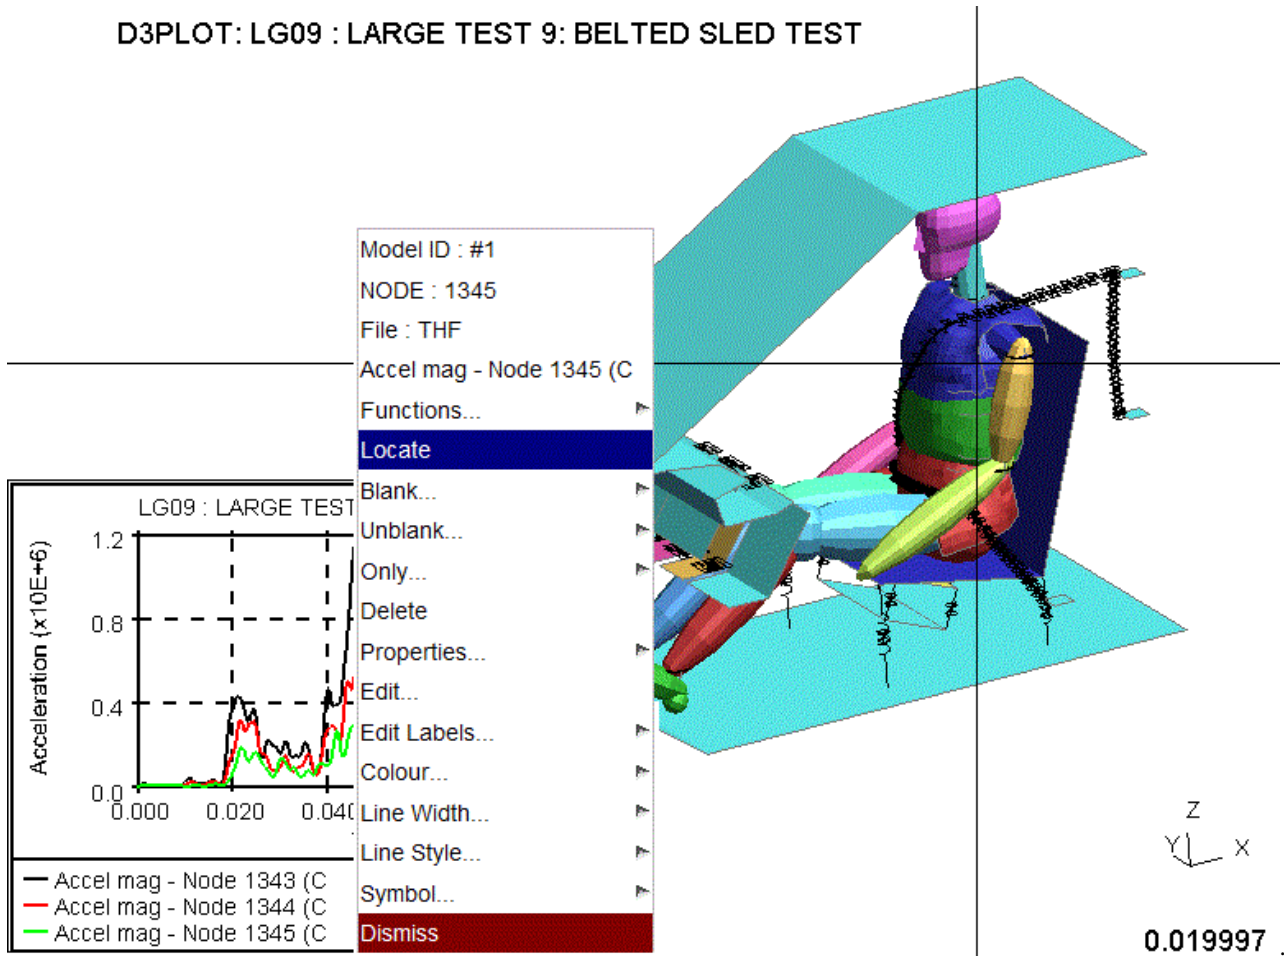 D3PLOT: LG09 : LARGE TEST 9: BELTED SLED TEST
Model ID : #1
NODE : 1345
File : THF
Accel mag - Node 1345 (C
Functions...
Locate
Blank...
Unblank...
Only...
Delete
Properties...
Edit...
Edit Labels...
Colour...
Line Width...
Line Style...
Symbol...
Dismiss
LG09 : LARGE TEST
Acceleration (x10E+6)
1.2
0.8
0.4
0.0
0.000 0.020 0.040
Accel mag - Node 1343 (C
Accel mag - Node 1344 (C
Accel mag - Node 1345 (C
Z
Y
X
0.019997